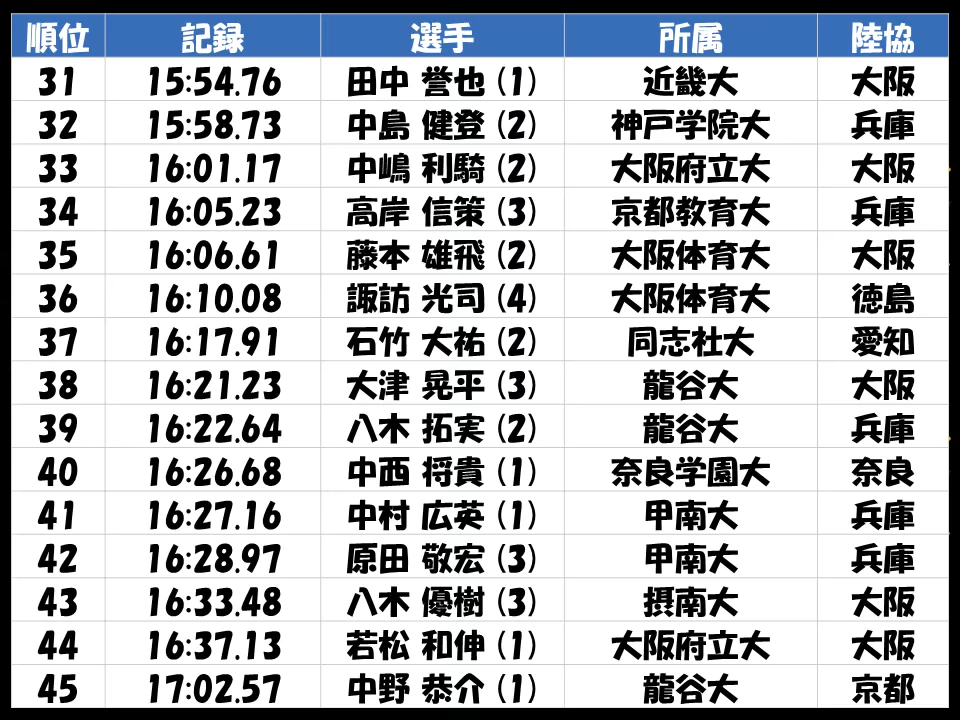 順位 記録 選手 所属 陸協
31 15:54.76 田中 誉也 (1) 近畿大 大阪
32 15:58.73 中島 健登 (2) 神戸学院大 兵庫
33 16:01.17 中嶋 利騎 (2) 大阪府立大 大阪
34 16:05.23 高岸 信策 (3) 京都教育大 兵庫
35 16:06.61 藤本 雄飛 (2) 大阪体育大 大阪
36 16:10.08 諏訪 光司 (4) 大阪体育大 徳島
37 16:17.91 石竹 大祐 (2) 同志社大 愛知
38 16:21.23 大津 晃平 (3) 龍谷大 大阪
39 16:22.64 八木 拓実 (2) 龍谷大 兵庫
40 16:26.68 中西 将貴 (1) 奈良学園大 奈良
41 16:27.16 中村 広英 (1) 甲南大 兵庫
42 16:28.97 原田 敬宏 (3) 甲南大 兵庫
43 16:33.48 八木 優樹 (3) 摂南大 大阪
44 16:37.13 若松 和伸 (1) 大阪府立大 大阪
45 17:02.57 中野 恭介 (1) 龍谷大 京都